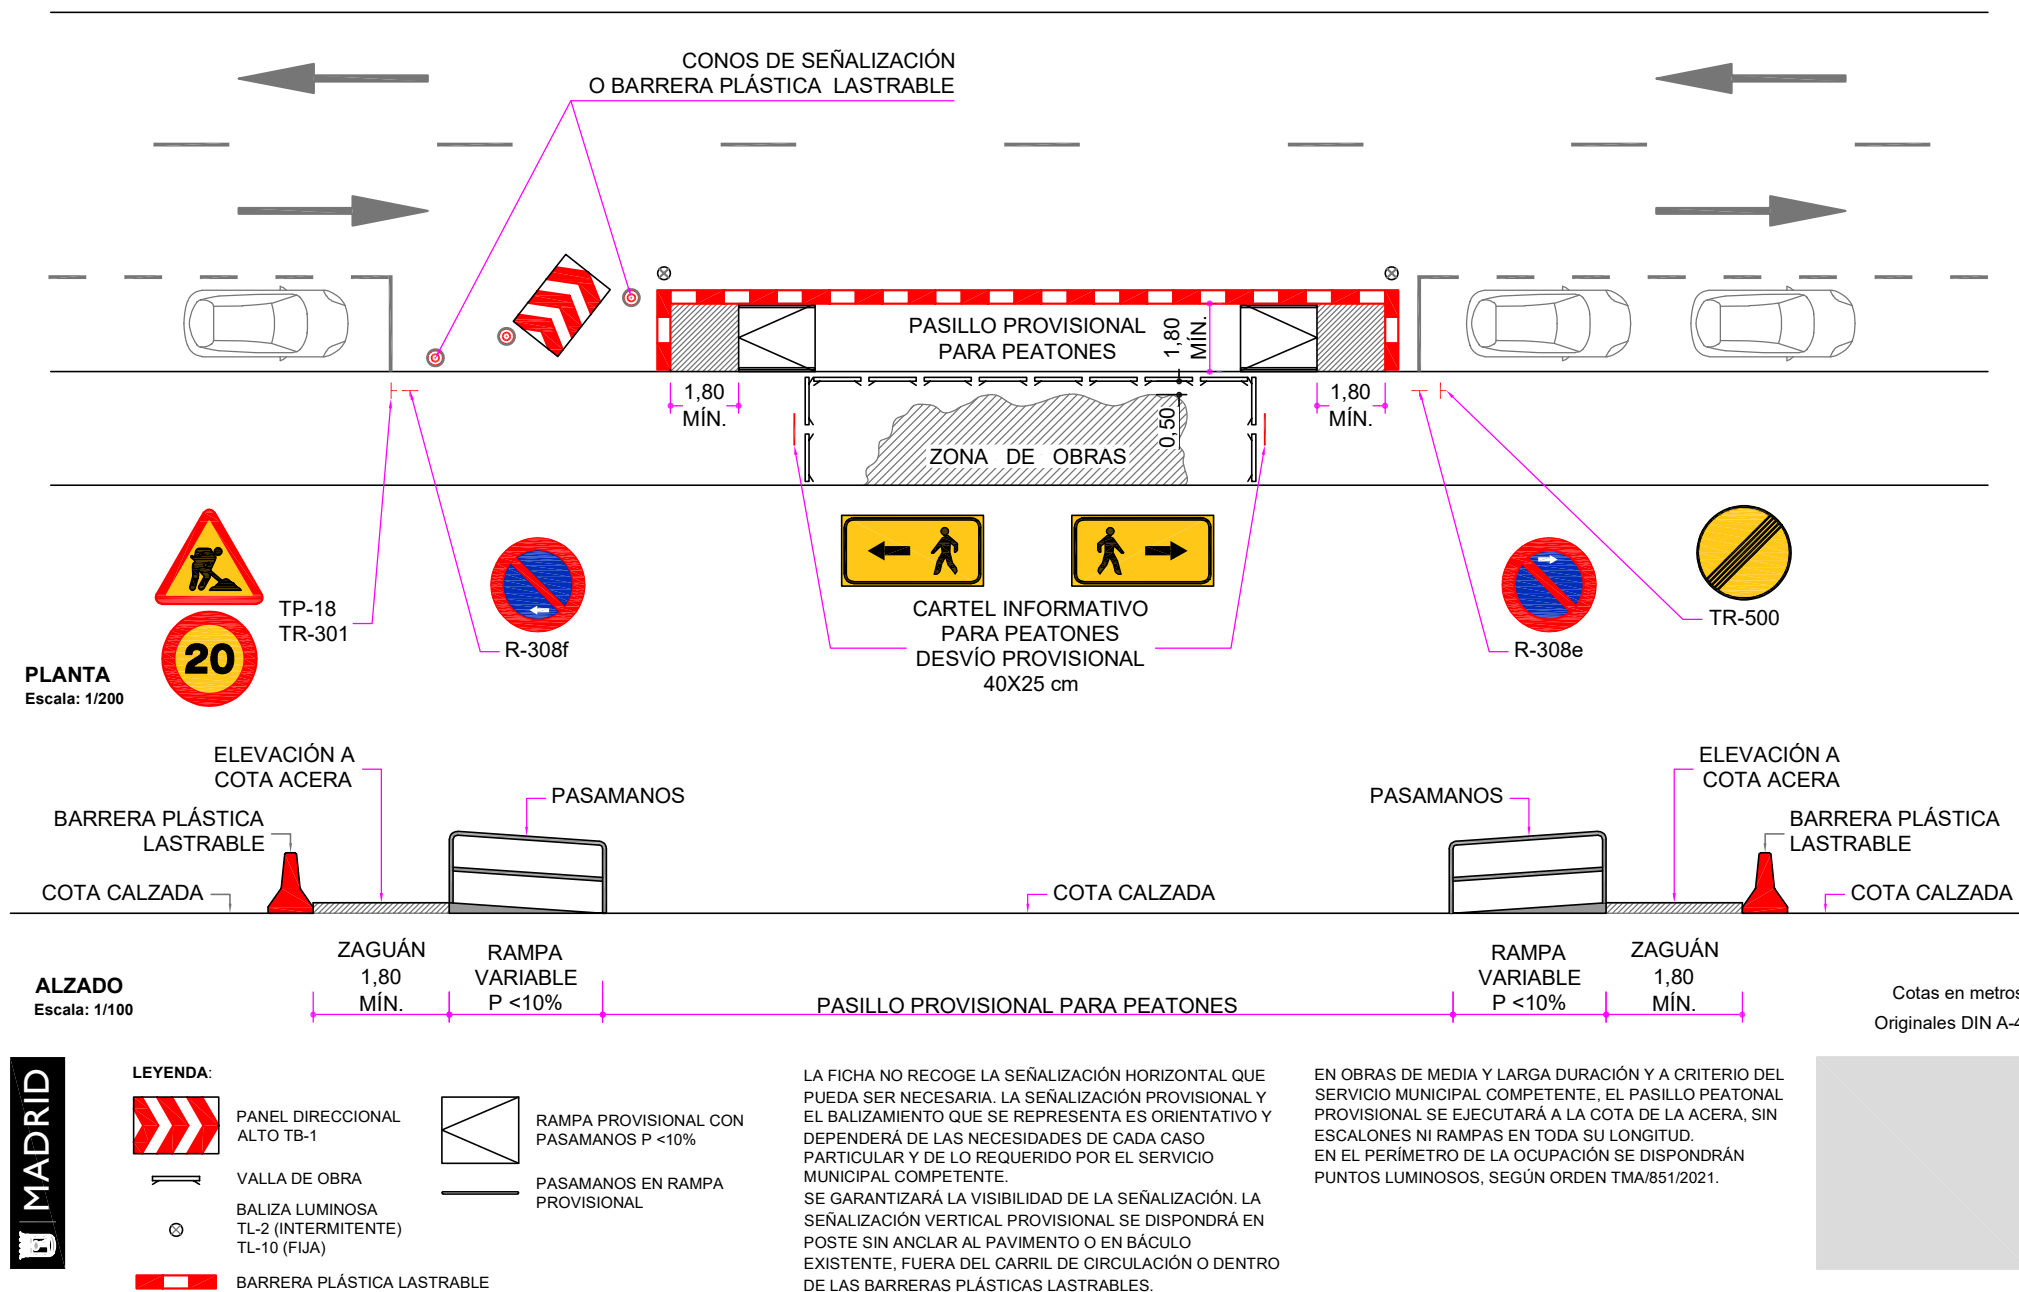 CONOS DE SEÑALIZACIÓN
O BARRERA PLÁSTICA LASTRABLE
PASILLO PROVISIONAL
PARA PEATONES
1,80
MÍN.
1,80
MÍN.
1,80
MÍN.
0,50
ZONA DE OBRAS
TP-18
TR-301
20
R-308f
CARTEL INFORMATIVO
PARA PEATONES
DESVÍO PROVISIONAL
40X25 cm
R-308e
TR-500
PLANTA
Escala: 1/200
ELEVACIÓN A
COTA ACERA
PASAMANOS
BARRERA PLÁSTICA
LASTRABLE
COTA CALZADA
COTA CALZADA
PASAMANOS
ELEVACIÓN A
COTA ACERA
BARRERA PLÁSTICA
LASTRABLE
COTA CALZADA
ZAGUÁN
1,80
MÍN.
RAMPA
VARIABLE
P <10%
PASILLO PROVISIONAL PARA PEATONES
RAMPA
VARIABLE
P <10%
ZAGUÁN
1,80
MÍN.
ALZADO
Escala: 1/100
Cotas en metros
Originales DIN A-4
MADRID
LEYENDA:
PANEL DIRECCIONAL
ALTO TB-1
VALLA DE OBRA
BALIZA LUMINOSA
TL-2 (INTERMITENTE)
TL-10 (FIJA)
BARRERA PLÁSTICA LASTRABLE
RAMPA PROVISIONAL CON
PASAMANOS P <10%
PASAMANOS EN RAMPA
PROVISIONAL
LA FICHA NO RECOGE LA SEÑALIZACIÓN HORIZONTAL QUE
PUEDA SER NECESARIA. LA SEÑALIZACIÓN PROVISIONAL Y
EL BALIZAMIENTO QUE SE REPRESENTA ES ORIENTATIVO Y
DEPENDERÁ DE LAS NECESIDADES DE CADA CASO
PARTICULAR Y DE LO REQUERIDO POR EL SERVICIO
MUNICIPAL COMPETENTE.
SE GARANTIZARÁ LA VISIBILIDAD DE LA SEÑALIZACIÓN. LA
SEÑALIZACIÓN VERTICAL PROVISIONAL SE DISPONDRÁ EN
POSTE SIN ANCLAR AL PAVIMENTO O EN BÁCULO
EXISTENTE, FUERA DEL CARRIL DE CIRCULACIÓN O DENTRO
DE LAS BARRERAS PLÁSTICAS LASTRABLES.
EN OBRAS DE MEDIA Y LARGA DURACIÓN Y A CRITERIO DEL
SERVICIO MUNICIPAL COMPETENTE, EL PASILLO PEATONAL
PROVISIONAL SE EJECUTARÁ A LA COTA DE LA ACERA, SIN
ESCALONES NI RAMPAS EN TODA SU LONGITUD.
EN EL PERÍMETRO DE LA OCUPACIÓN SE DISPONDRÁN
PUNTOS LUMINOSOS, SEGÚN ORDEN TMA/851/2021.